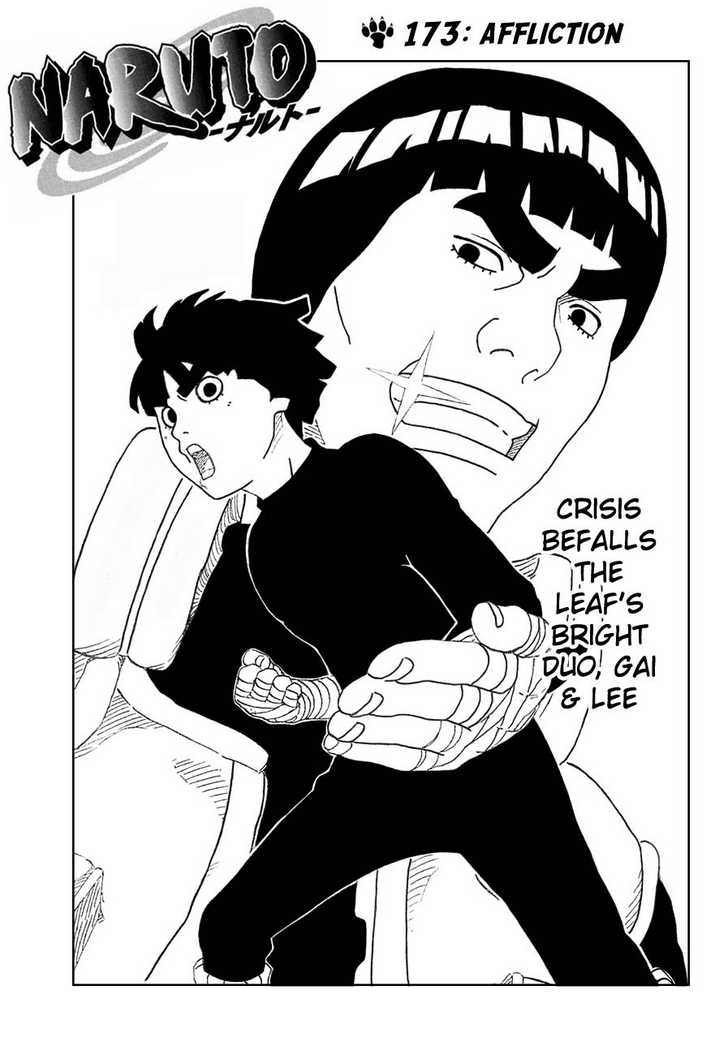 NARUTO
-ナルト-
173: AFFLICTION
CRISIS
BEFALLS
THE
LEAF'S
BRIGHT
DUO, GAI
& LEE